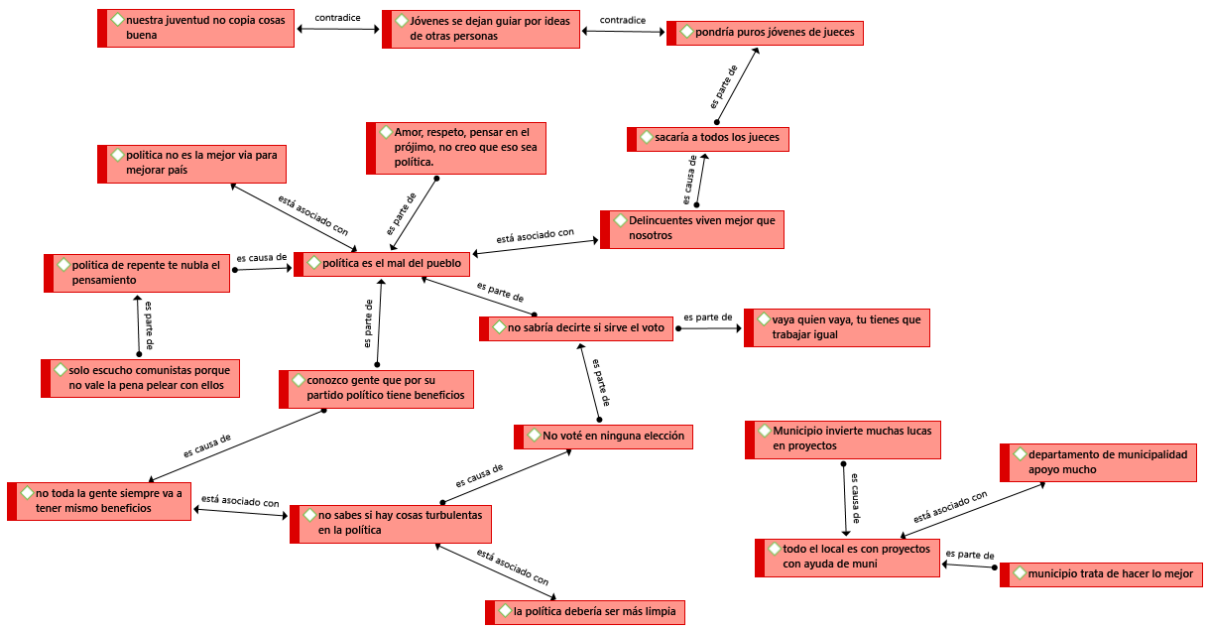 nuestra juventud no copia cosas
buena
contradice
Jóvenes se dejan guiar por ideas
de otras personas
contradice
pondría puros jóvenes de jueces
es parte de
sacaría a todos los jueces
es causa de
Delincuentes viven mejor que
nosotros
Amor, respeto, pensar en el
prójimo, no creo que eso sea
política.
politica no es la mejor via para
mejorar país
está asociado con
es parte de
está asociado con
politica de repente te nubla el
pensamiento
es causa de
política es el mal del pueblo
es parte de
es parte de
es parte de
no sabría decirte si sirve el voto
es parte de
vaya quien vaya, tu tienes que
trabajar igual
solo escucho comunistas porque
no vale la pena pelear con ellos
conozco gente que por su
partido político tiene beneficios
es parte de
es causa de
No voté en ninguna elección
Municipio invierte muchas lucas
en proyectos
es causa de
departamento de municipalidad
apoyo mucho
es causa de
está asociado con
no toda la gente siempre va a
tener mismo beneficios
está asociado con
no sabes si hay cosas turbulentas
en la política
todo el local es con proyectos
con ayuda de muni
es parte de
municipio trata de hacer lo mejor
está asociado con
la política debería ser más limpia